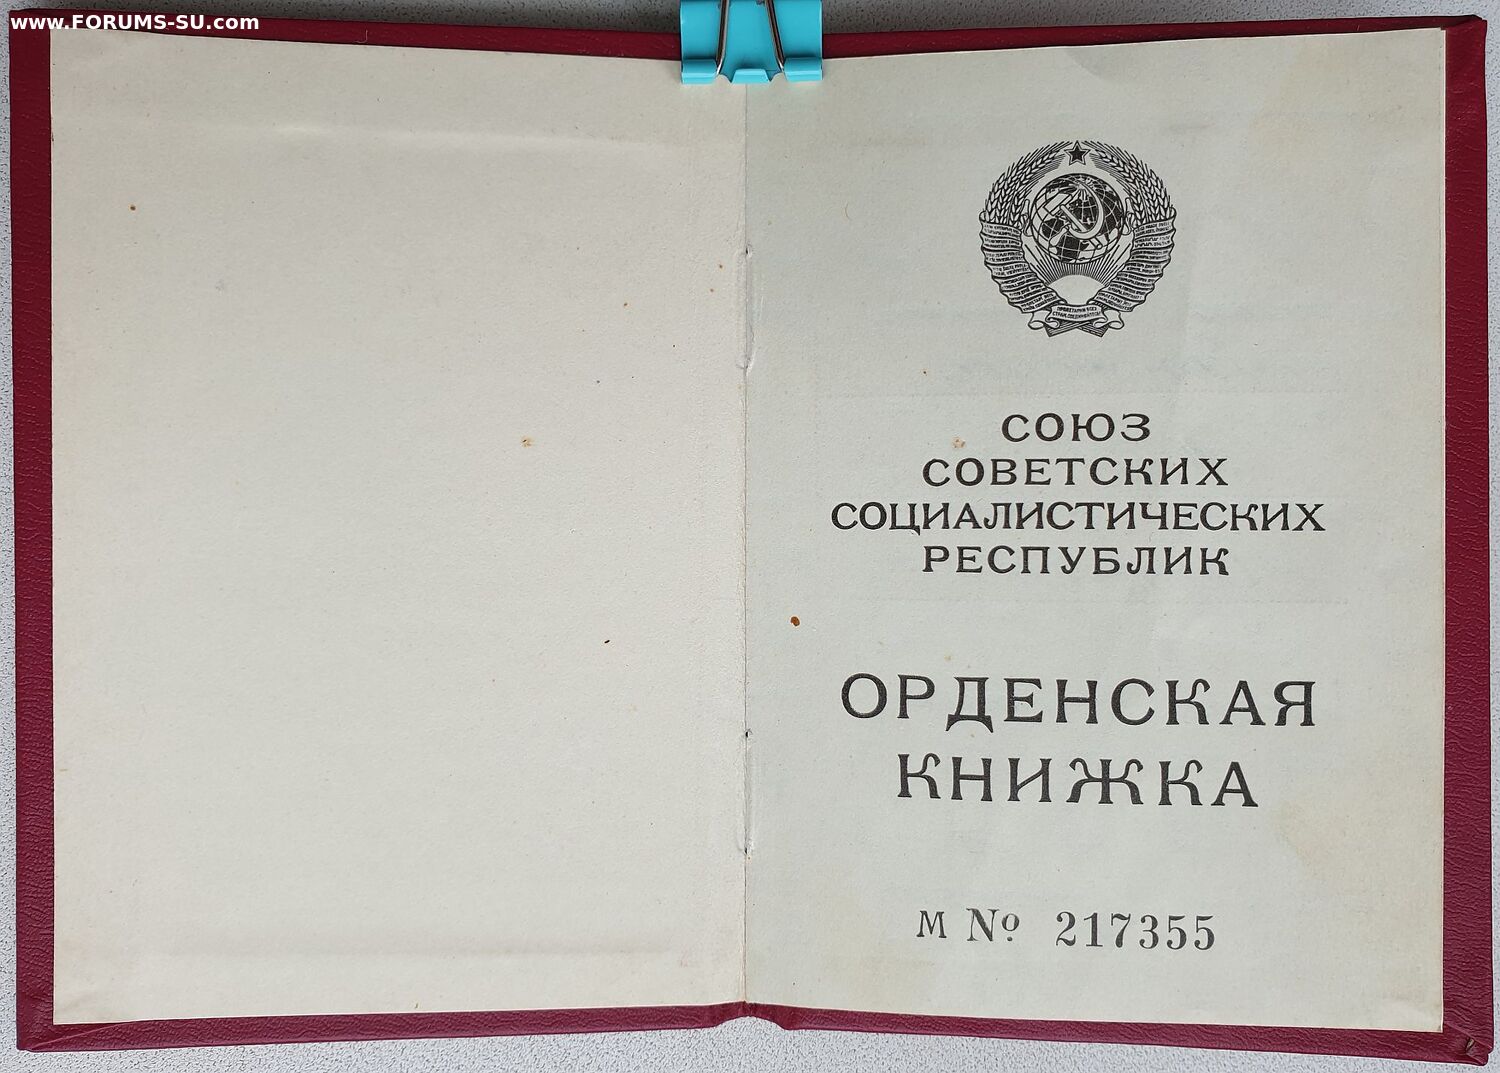 www.FORUMS-SU.com
СОЮЗ
СОВЕТСКИХ
СОЦИАЛИСТИЧЕСКИХ
РЕСПУБЛИК
ОРДЕНСКАЯ
КНИЖКА
М № 217355